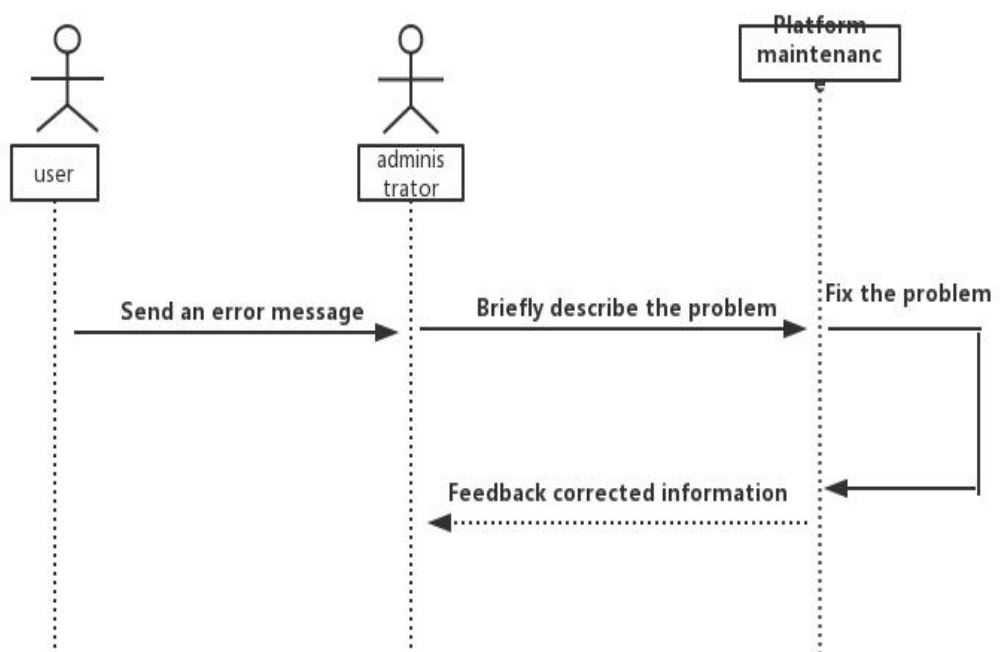 Platform
maintenanc
e
user
adminis
trator
Send an error message
Briefly describe the problem
Fix the problem
Feedback corrected information